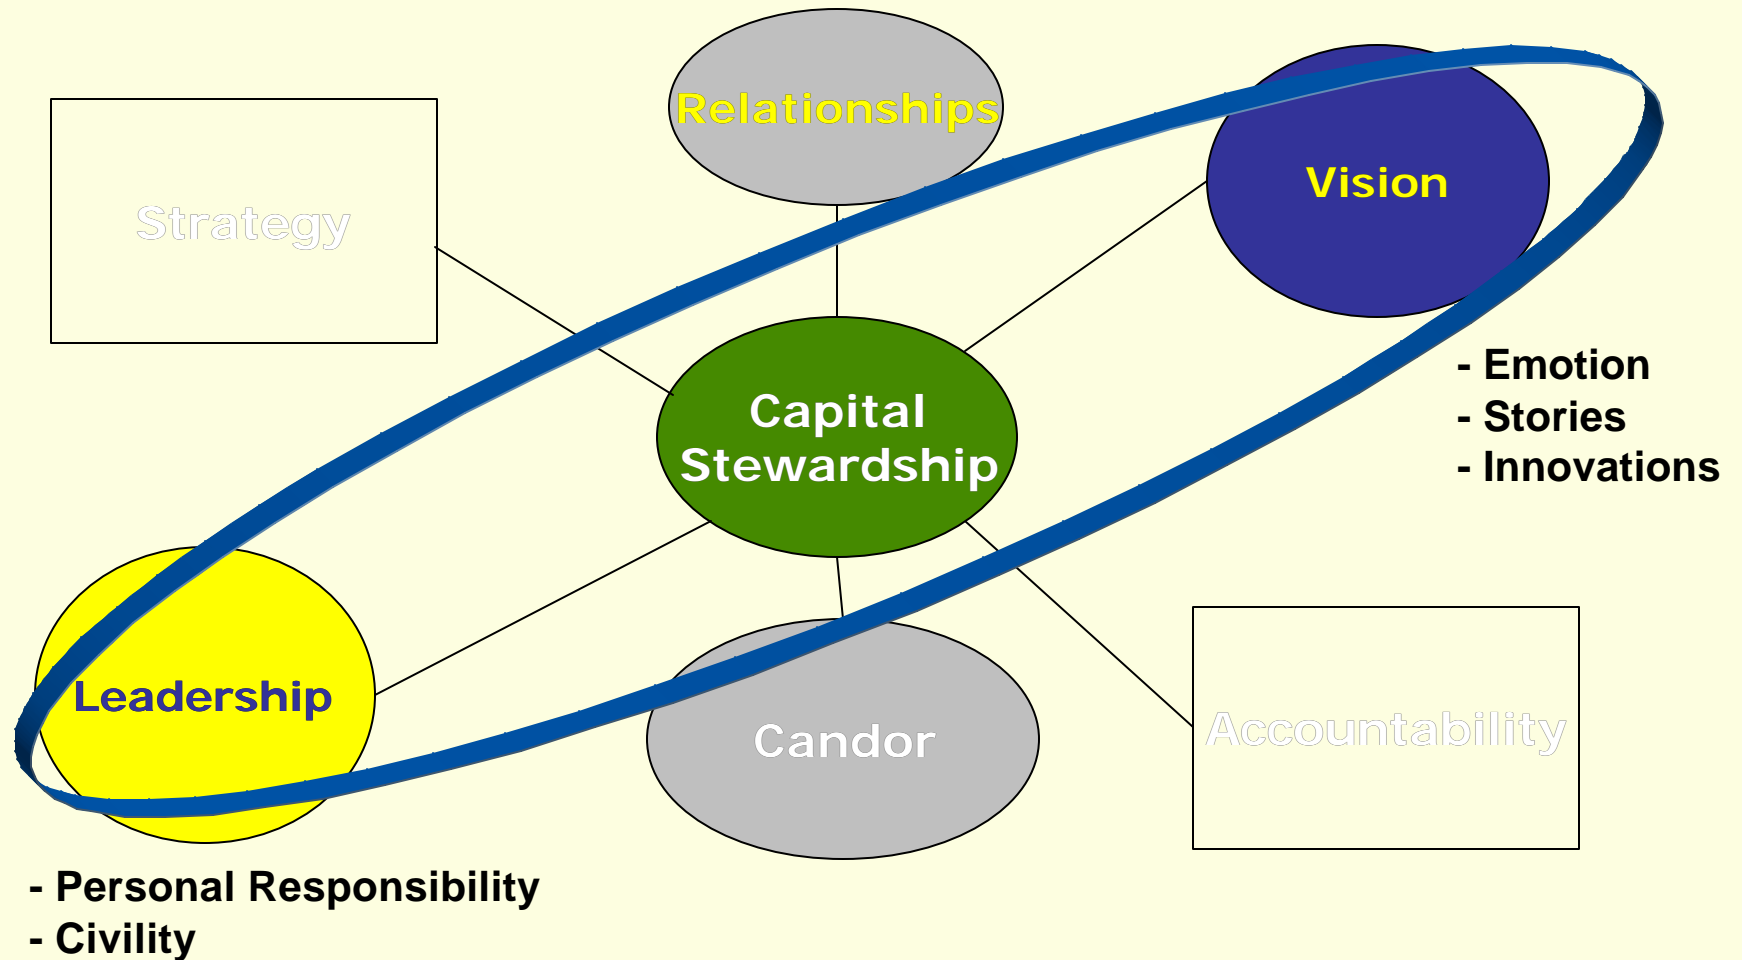 Relationships
Strategy
Vision
Capital
Stewardship
- Emotion
- Stories
- Innovations
Leadership
Candor
Accountability
- Personal Responsibility
- Civility